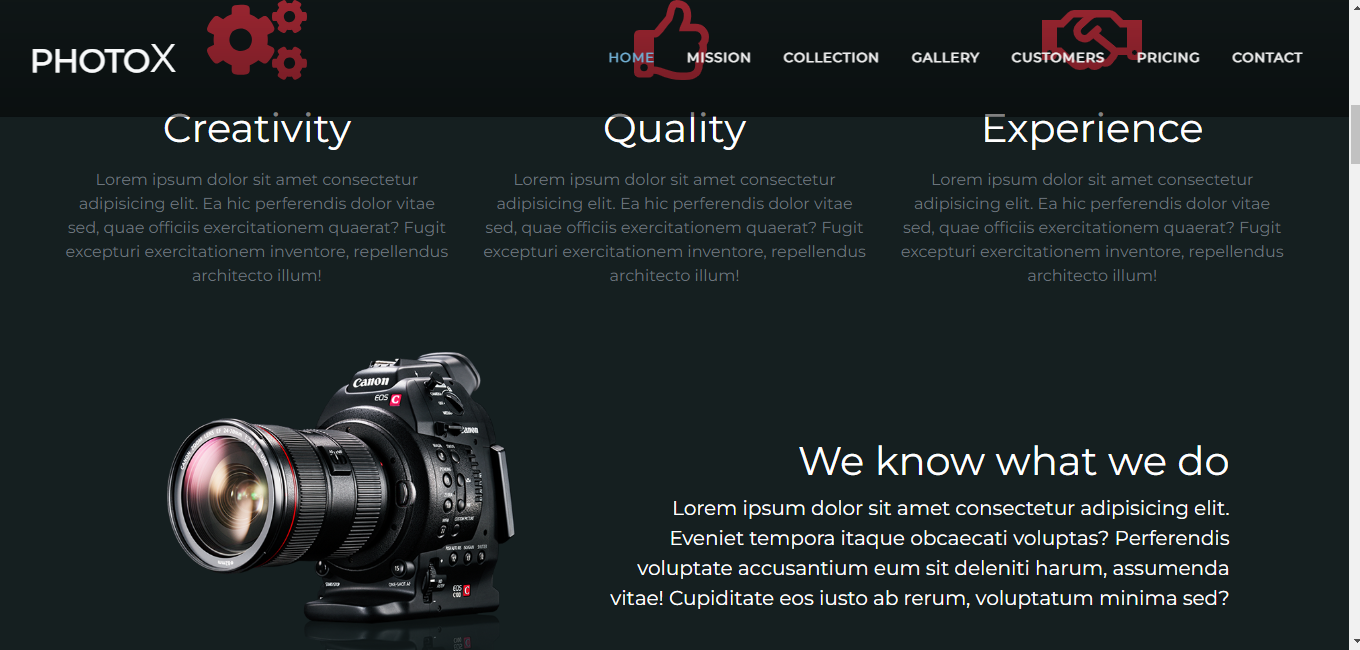 PHOTOX
HOME MISSION COLLECTION GALLERY CUSTOMERS PRICING CONTACT
Creativity
Lorem ipsum dolor sit amet consectetur
adipisicing elit. Ea hic perferendis dolor vitae
sed, quae officiis exercitationem quaerat? Fugit
excepturi exercitationem inventore, repellendus
architecto illum!
Quality
Lorem ipsum dolor sit amet consectetur
adipisicing elit. Ea hic perferendis dolor vitae
sed, quae officiis exercitationem quaerat? Fugit
excepturi exercitationem inventore, repellendus
architecto illum!
Experience
Lorem ipsum dolor sit amet consectetur
adipisicing elit. Ea hic perferendis dolor vitae
sed, quae officiis exercitationem quaerat? Fugit
excepturi exercitationem inventore, repellendus
architecto illum!
Canon
EOS C
Canon
EOS C
C100
We know what we do
Lorem ipsum dolor sit amet consectetur adipisicing elit.
Eveniet tempora itaque obcaecati voluptas? Perferendis
voluptate accusantium eum sit deleniti harum, assumenda
vitae! Cupiditate eos iusto ab rerum, voluptatum minima sed?